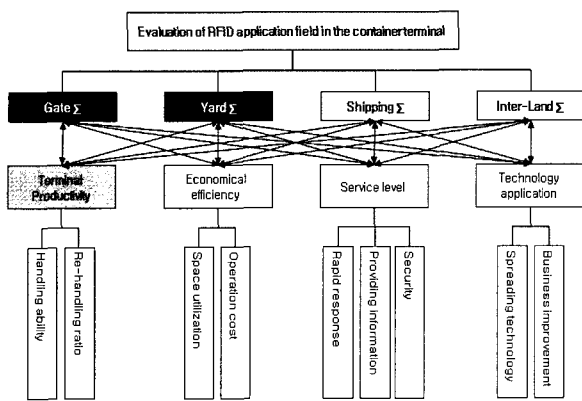 Evaluation of RFID application field in the container terminal
Gate Σ
Yard Σ
Shipping Σ
Inter-Land Σ
Terminal
Productivity
Economical
efficiency
Service level
Technology
application
Handling ability
Re-handling ratio
Space utilization
Operation cost
Rapid response
Providing information
Security
Spreading technology
Business improvement